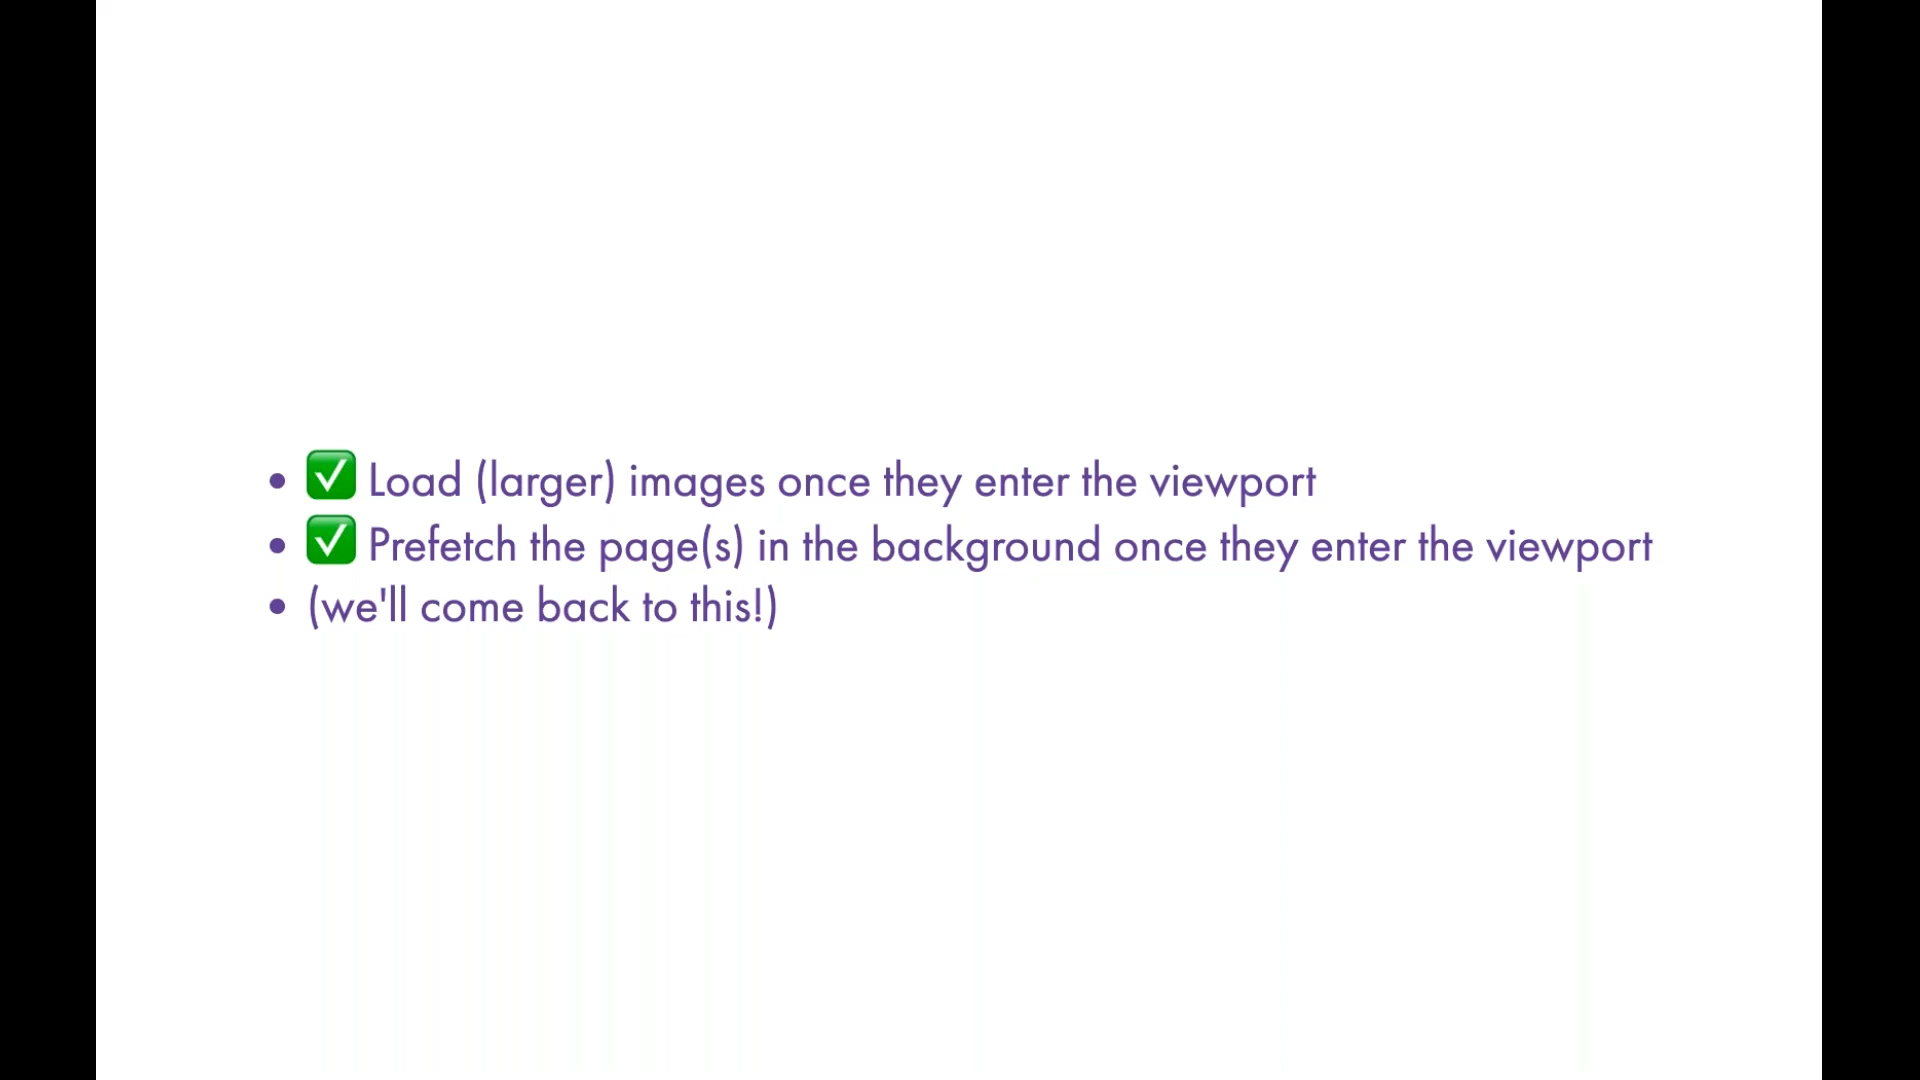 • ✅ Load (larger) images once they enter the viewport
• ✅ Prefetch the page(s) in the background once they enter the viewport
• (we'll come back to this!)